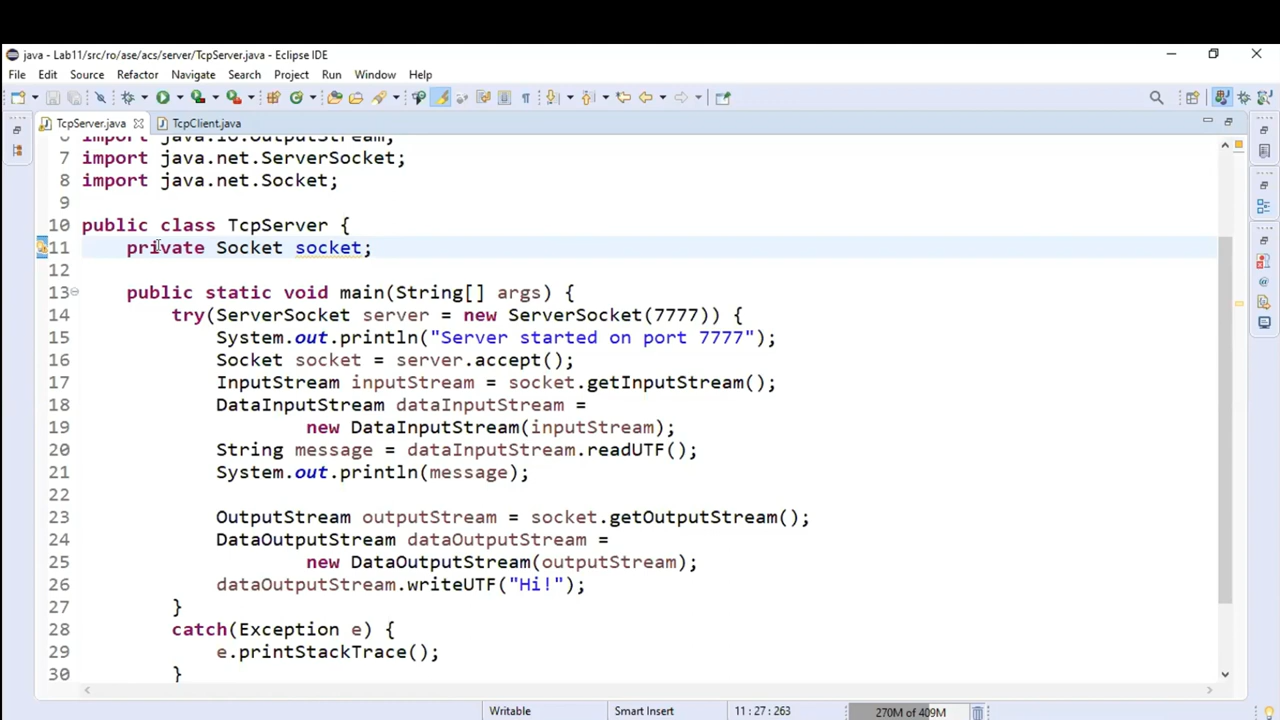 java - Lab11/src/ro/ase/acs/server/TcpServer.java - Eclipse IDE
File Edit Source Refactor Navigate Search Project Run Window Help
TcpServer.java TcpClient.java
6 import java.io.OutputStream;
7 import java.net.ServerSocket;
8 import java.net.Socket;
9
10 public class TcpServer {
11 private Socket socket;
12
13 public static void main(String[] args) {
14 try(ServerSocket server = new ServerSocket(7777)) {
15 System.out.println("Server started on port 7777");
16 Socket socket = server.accept();
17 InputStream inputStream = socket.getInputStream();
18 DataInputStream dataInputStream =
19 new DataInputStream(inputStream);
20 String message = dataInputStream.readUTF();
21 System.out.println(message);
22
23 OutputStream outputStream = socket.getOutputStream();
24 DataOutputStream dataOutputStream =
25 new DataOutputStream(outputStream);
26 dataOutputStream.writeUTF("Hi!");
27 }
28 catch(Exception e) {
29 e.printStackTrace();
30 }
Writable Smart Insert 11 : 27 : 263 270M of 409M